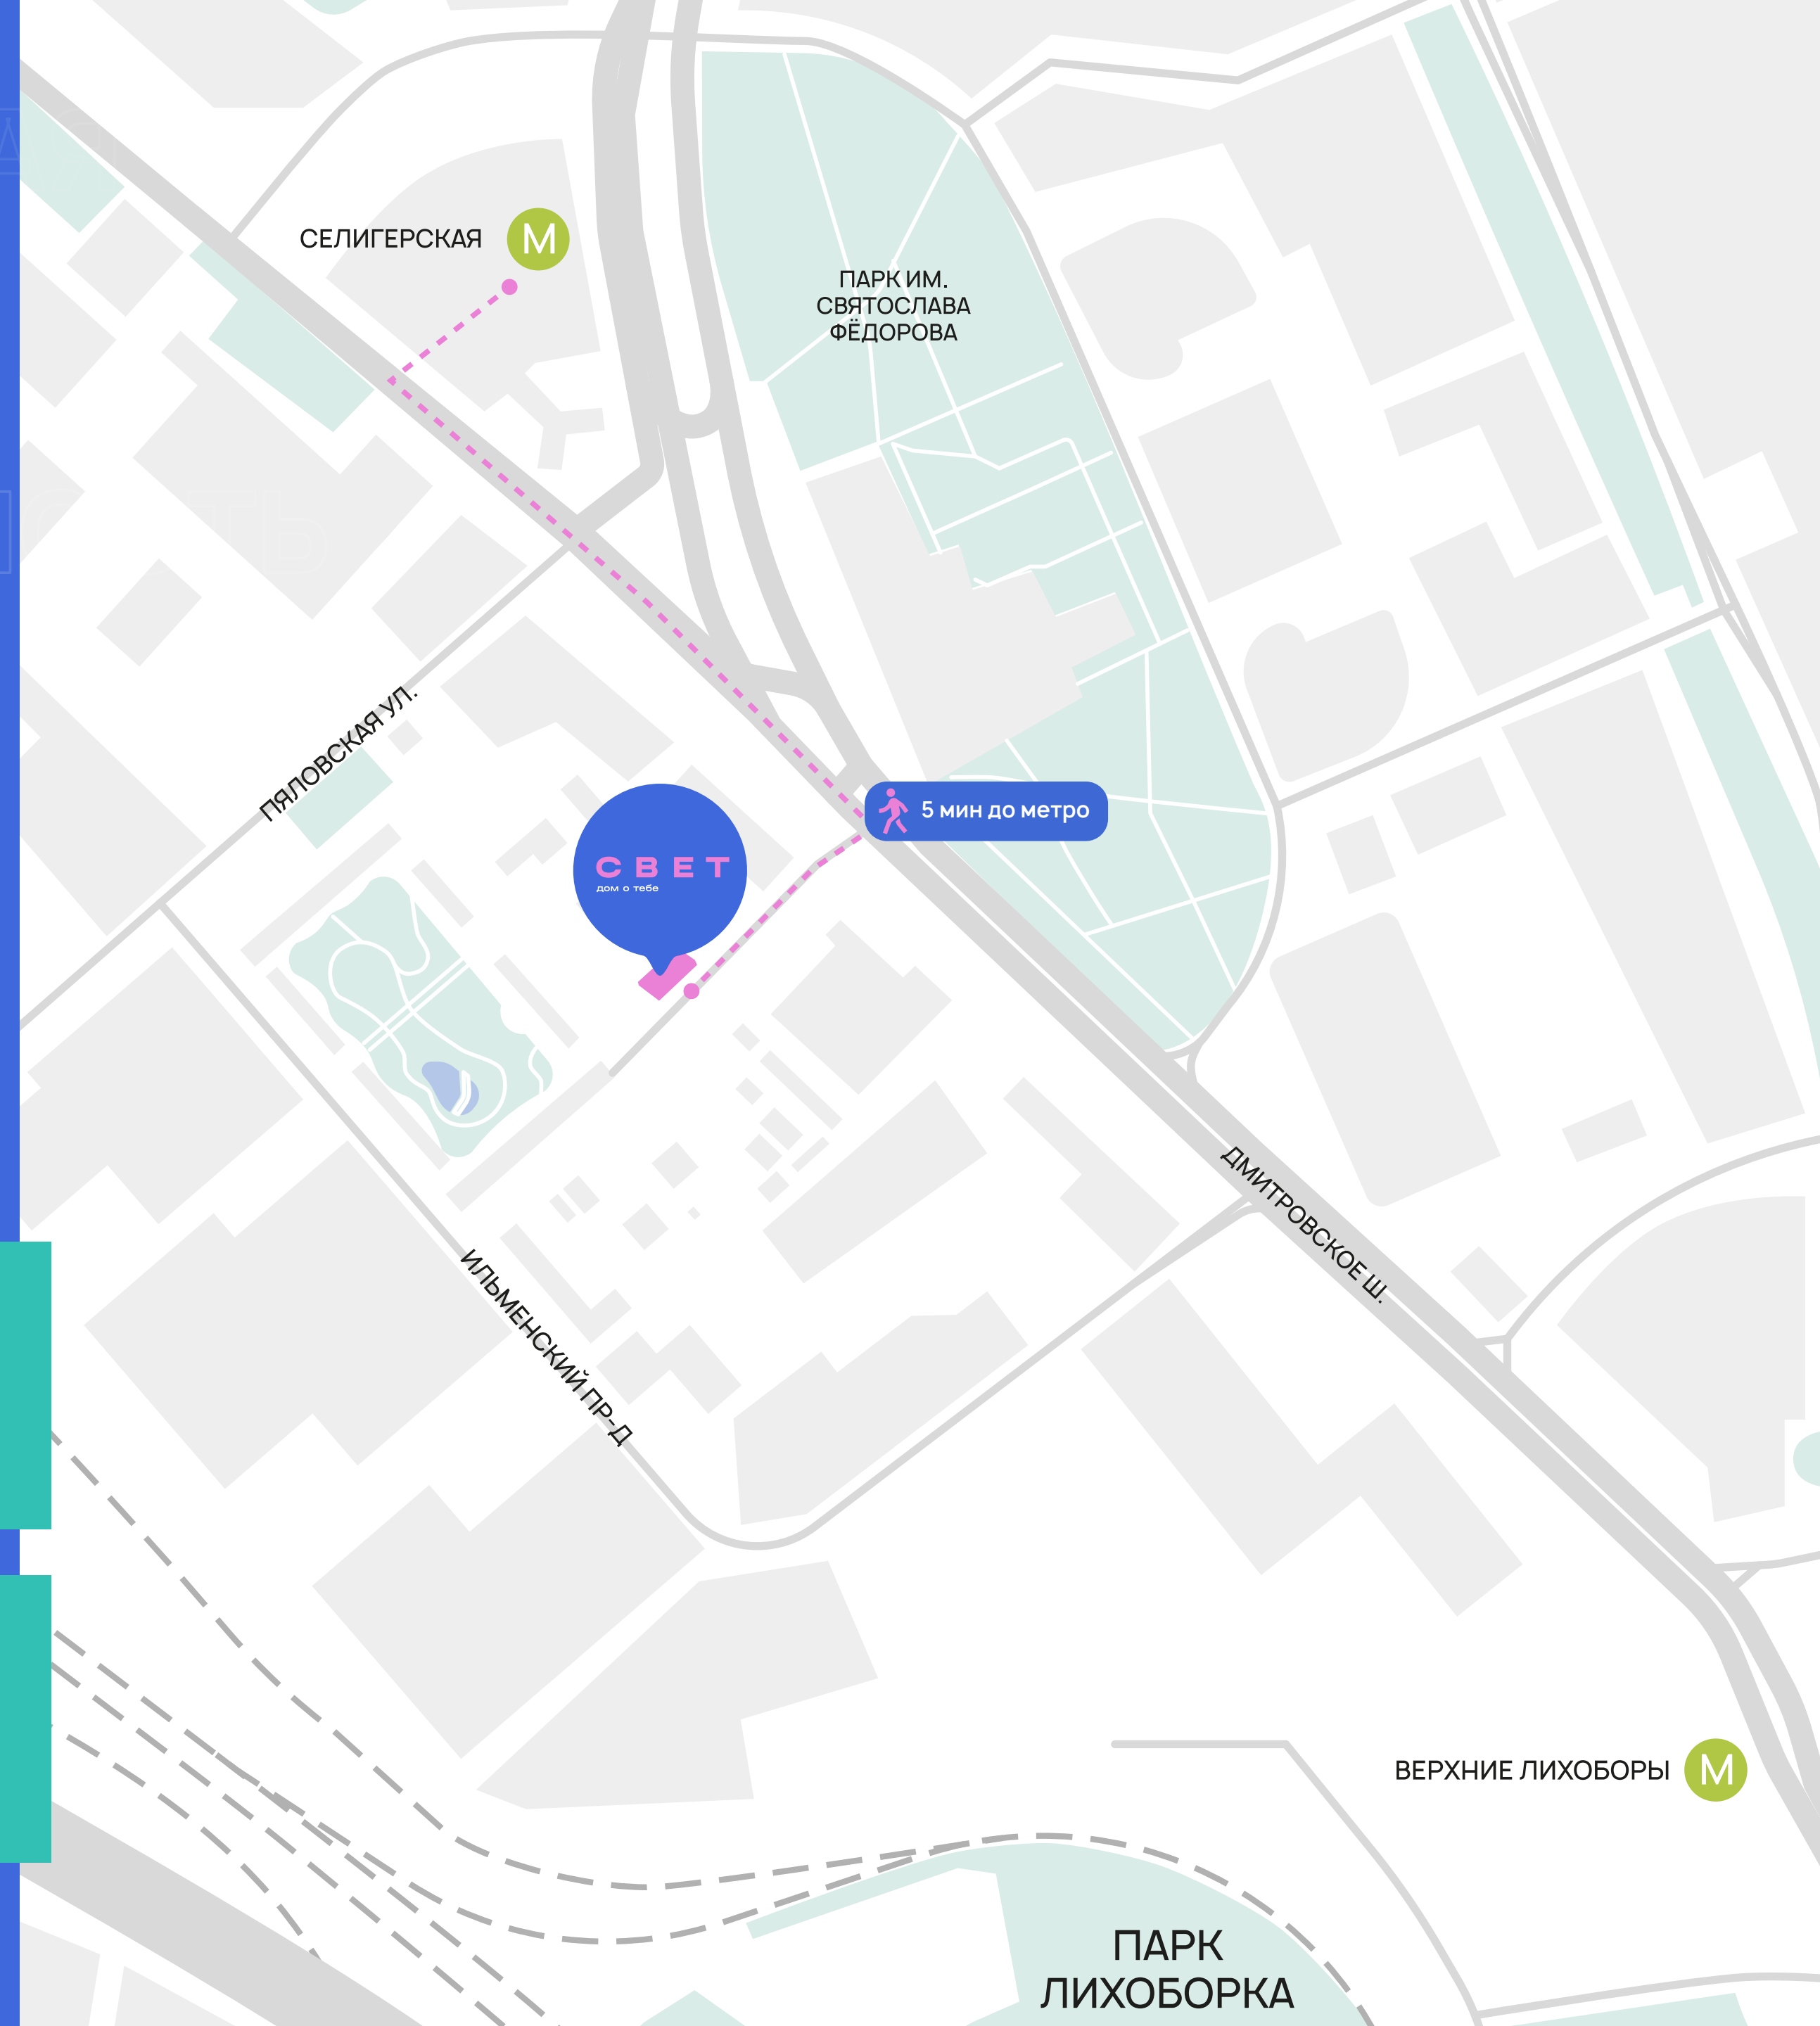 СЕЛИГЕРСКАЯ
М
ПАРК ИМ.
СВЯТОСЛАВА
ФЁДОРОВА
ПЯЛОВСКАЯ УЛ.
5 мин до метро
СВЕТ
дом о тебе
ДМИТРОВСКОЕ Ш.
ИЛЬМЕНСКИЙ ПР-Д
ВЕРХНИЕ ЛИХОБОРЫ
М
ПАРК
ЛИХОБОРКА